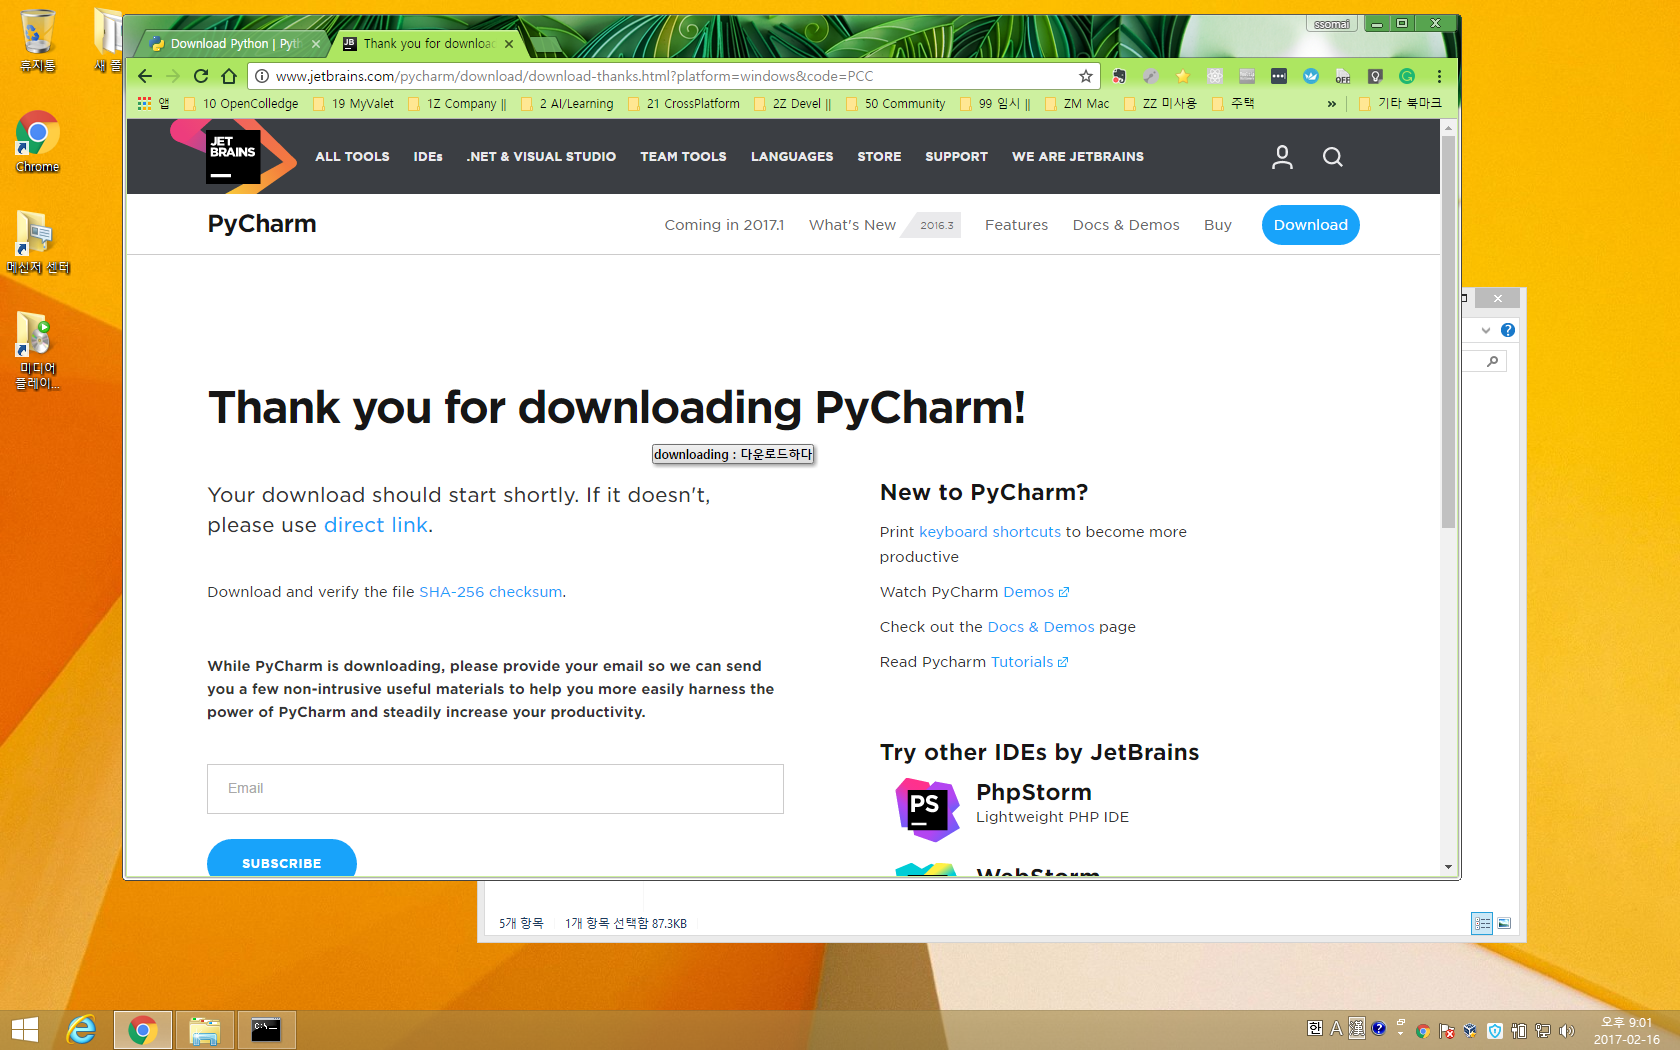 휴지통
새 폴
Chrome
메신저 센터
미디어
플레이...
ssomai
Download Python | Pyt
Thank you for downloa
www.jetbrains.com/pycharm/download/download-thanks.html?platform=windows&code=PCC
OFF
앱
10 OpenColledge
19 MyValet
1Z Company ||
2 AI/Learning
21 CrossPlatform
2Z Devel ||
50 Community
99 임시 ||
ZM Mac
ZZ 미사용
주택
»
기타 북마크
JET
BRAINS
ALL TOOLS
IDEs
.NET & VISUAL STUDIO
TEAM TOOLS
LANGUAGES
STORE
SUPPORT
WE ARE JETBRAINS
PyCharm
Coming in 2017.1
What's New
2016.3
Features
Docs & Demos
Buy
Download
Thank you for downloading PyCharm!
downloading : 다운로드하다
Your download should start shortly. If it doesn't,
please use direct link.
Download and verify the file SHA-256 checksum.
While PyCharm is downloading, please provide your email so we can send
you a few non-intrusive useful materials to help you more easily harness the
power of PyCharm and steadily increase your productivity.
Email
SUBSCRIBE
New to PyCharm?
Print keyboard shortcuts to become more
productive
Watch PyCharm Demos
Check out the Docs & Demos page
Read Pycharm Tutorials
Try other IDEs by JetBrains
PS
PhpStorm
Lightweight PHP IDE
WebStorm
5개 항목
1개 항목 선택함 87.3KB
C:\
한 A 漢
오후 9:01
2017-02-16